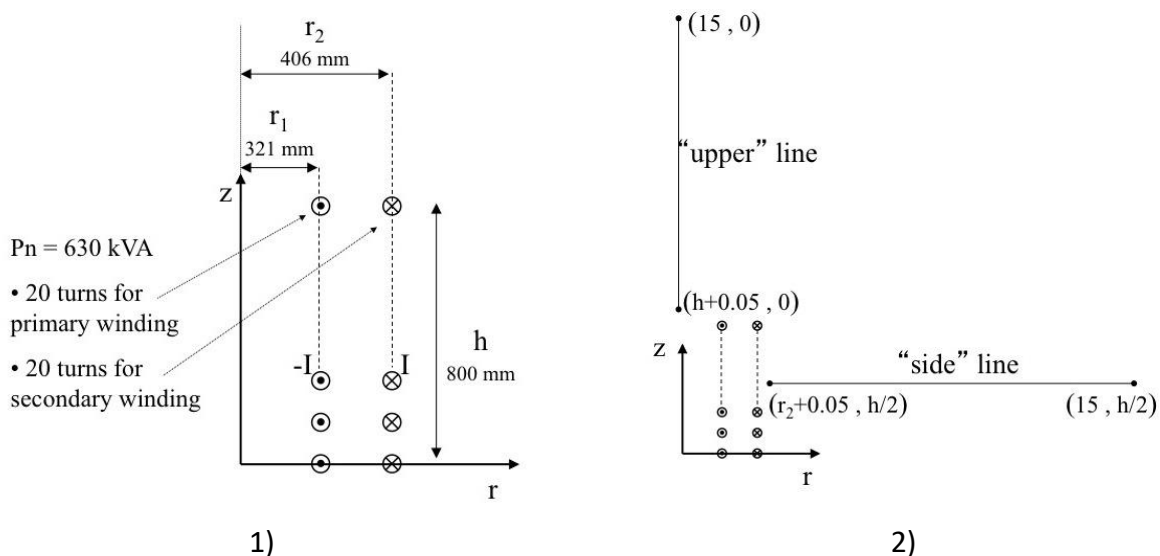 r2
406 mm
r1
321 mm
z
Pn = 630 kVA
• 20 turns for
primary winding
• 20 turns for
secondary winding
-I
I
h
800 mm
r
1)
(15 , 0)
“upper” line
(h+0.05 , 0)
z
“side” line
(r2+0.05 , h/2)
(15 , h/2)
r
2)